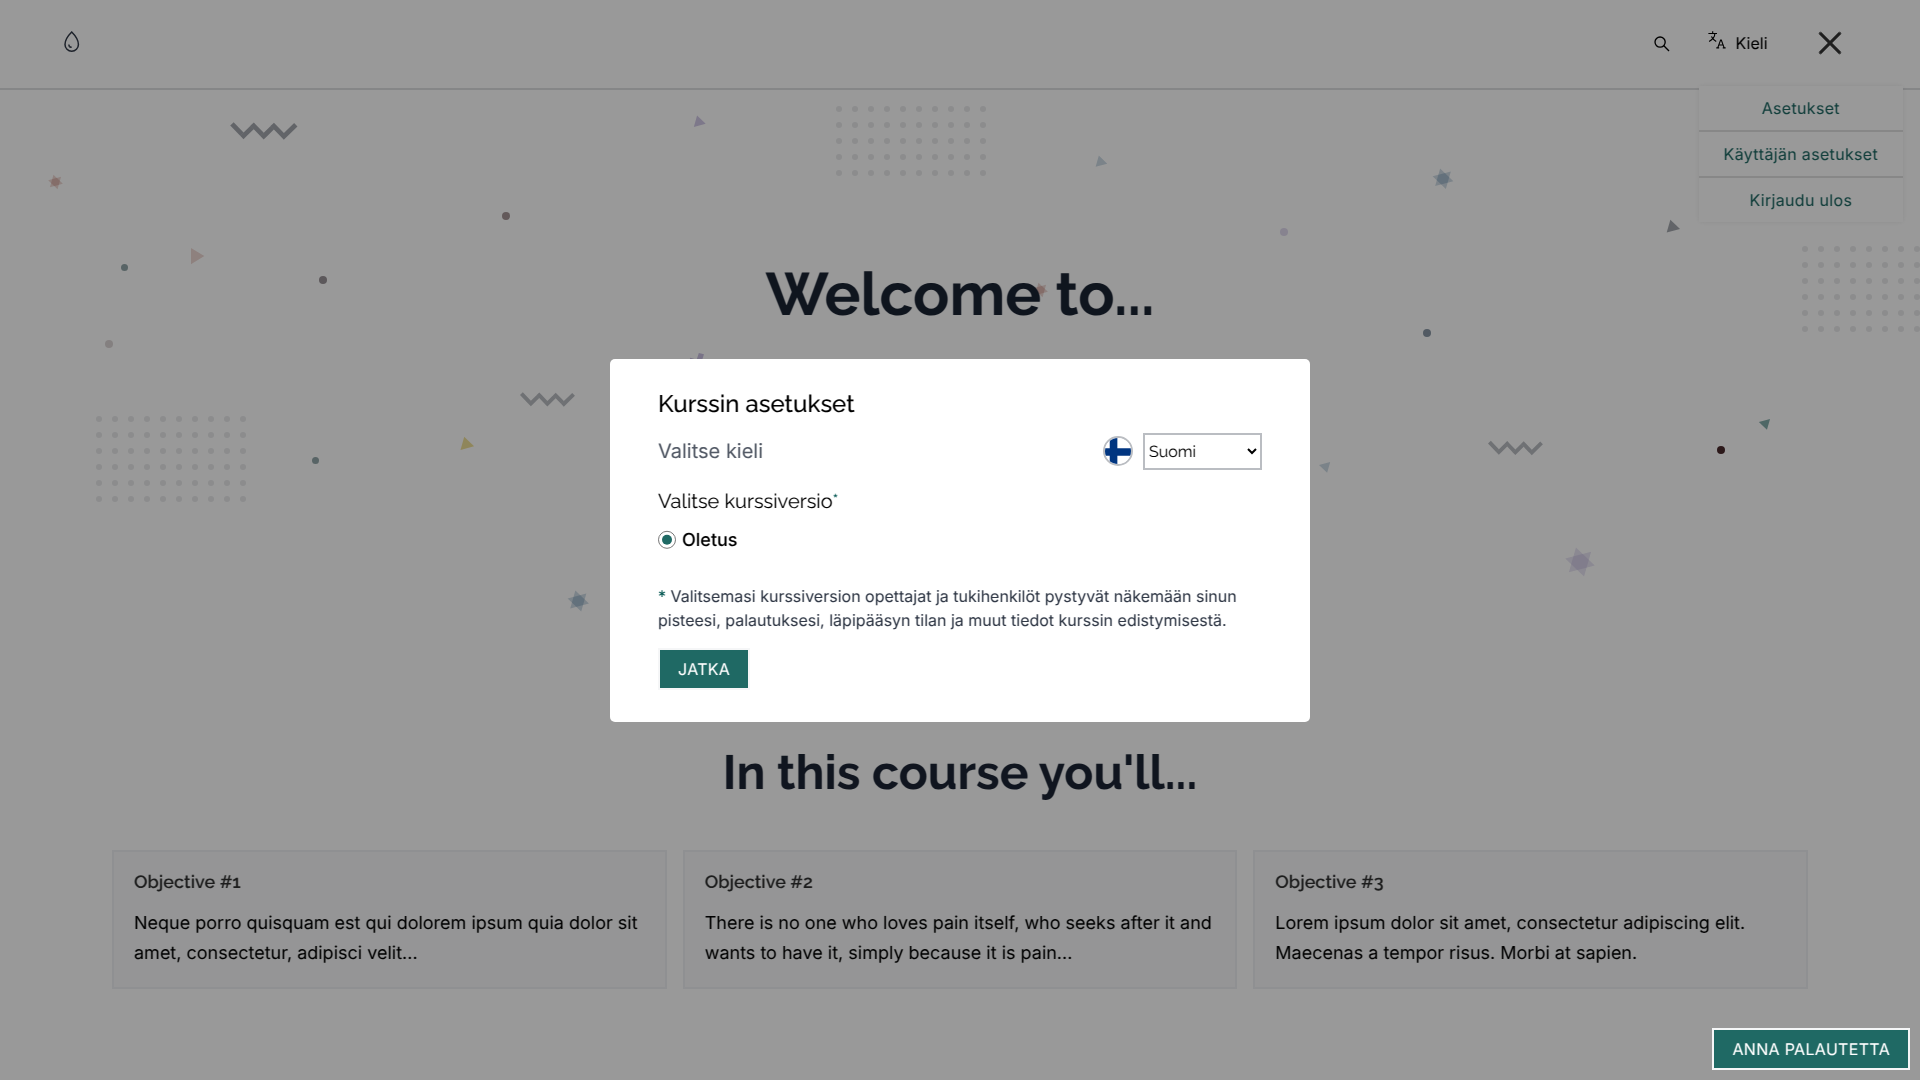 Kieli
Asetukset
Käyttäjän asetukset
Kirjaudu ulos
Welcome to...
Kurssin asetukset
Valitse kieli
Suomi
Valitse kurssiversio*
Oletus
* Valitsemasi kurssiversion opettajat ja tukihenkilöt pystyvät näkemään sinun
pisteesi, palautuksesi, läpipääsyn tilan ja muut tiedot kurssin edistymisestä.
JATKA
In this course you'll...
Objective #1
Neque porro quisquam est qui dolorem ipsum quia dolor sit
amet, consectetur, adipisci velit...
Objective #2
There is no one who loves pain itself, who seeks after it and
wants to have it, simply because it is pain...
Objective #3
Lorem ipsum dolor sit amet, consectetur adipiscing elit.
Maecenas a tempor risus. Morbi at sapien.
ANNA PALAUTETTA